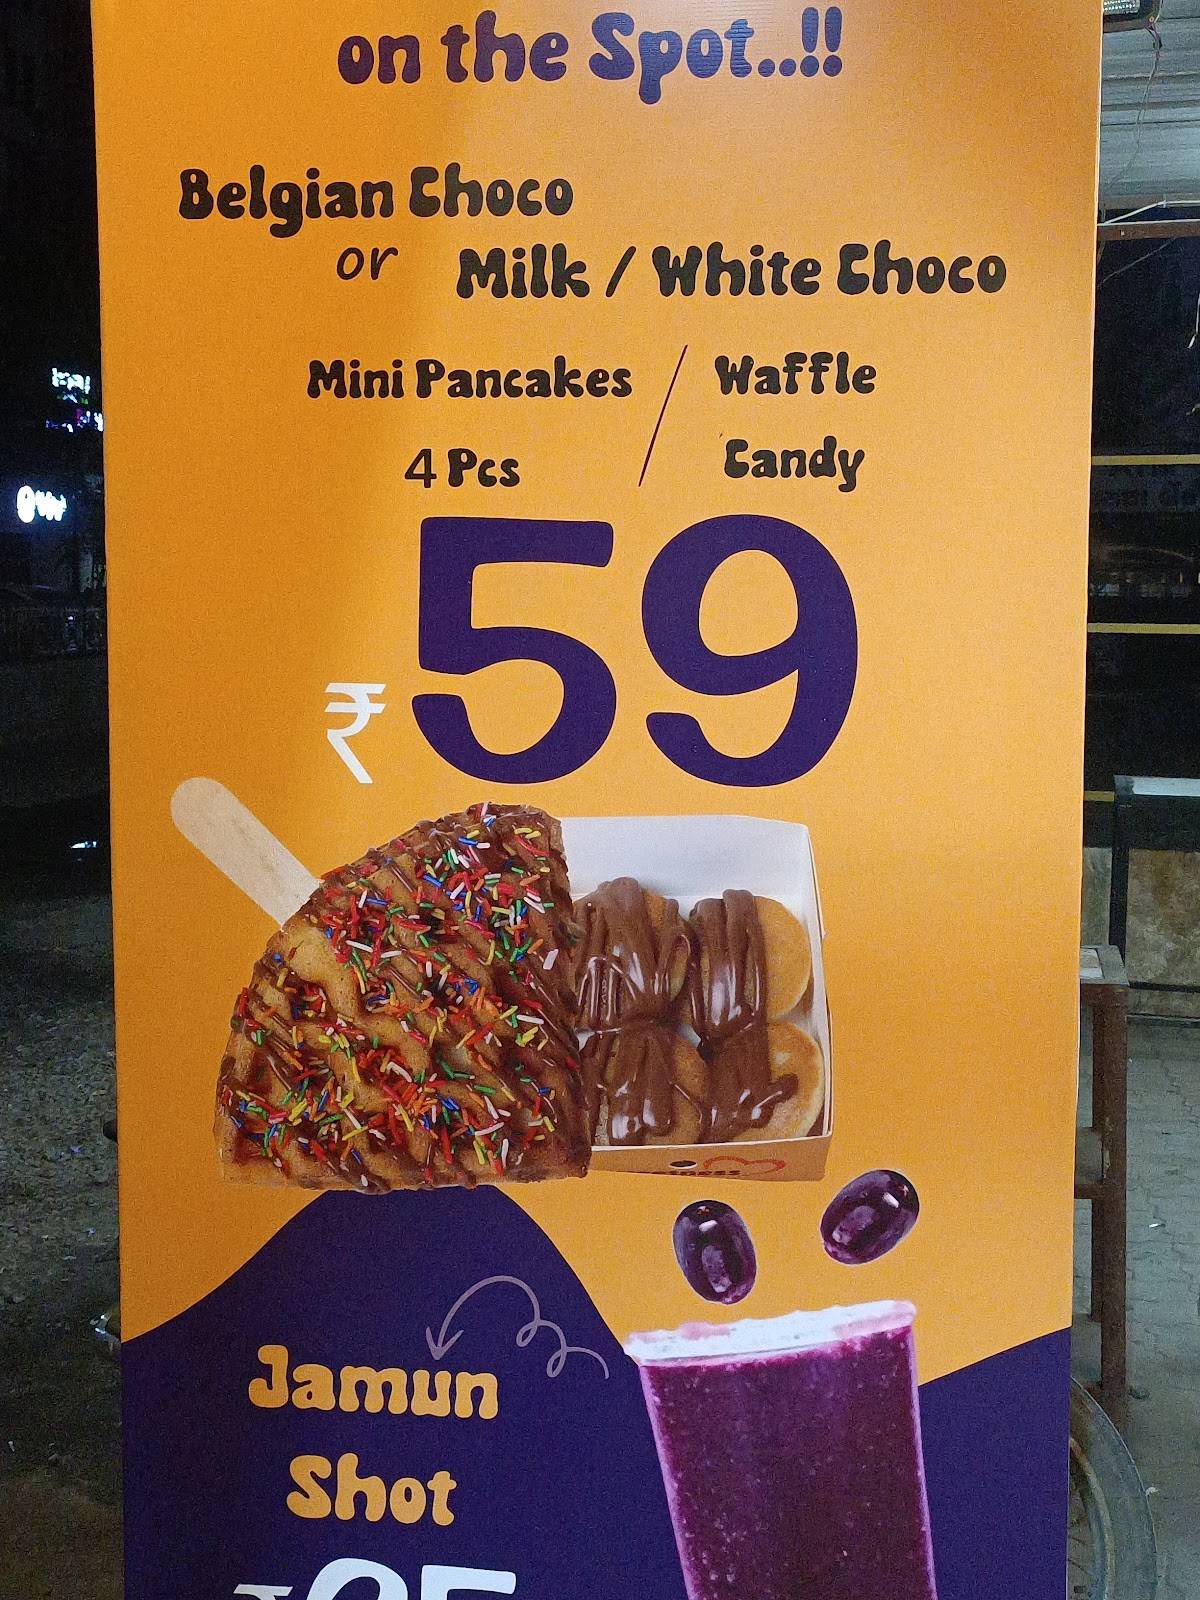 on the Spot..!!
Belgian Choco
or Milk / White Choco
Mini Pancakes / Waffle
4 Pcs Candy
₹59
Jamun
Shot